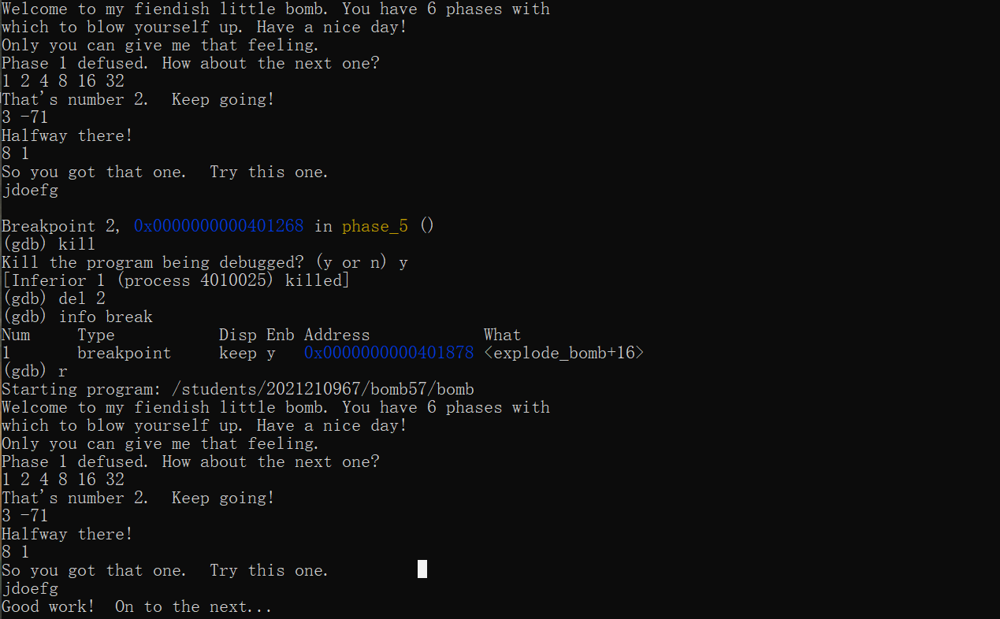 Welcome to my fiendish little bomb. You have 6 phases with
which to blow yourself up. Have a nice day!
Only you can give me that feeling.
Phase 1 defused. How about the next one?
1 2 4 8 16 32
That's number 2.  Keep going!
3 -71
Halfway there!
8 1
So you got that one.  Try this one.
jdoefg

Breakpoint 2, 0x0000000000401268 in phase_5 ()
(gdb) kill
Kill the program being debugged? (y or n) y
[Inferior 1 (process 4010025) killed]
(gdb) del 2
(gdb) info break
Num     Type           Disp Enb Address            What
1       breakpoint     keep y   0x0000000000401878 <explode_bomb+16>
(gdb) r
Starting program: /students/2021210967/bomb57/bomb
Welcome to my fiendish little bomb. You have 6 phases with
which to blow yourself up. Have a nice day!
Only you can give me that feeling.
Phase 1 defused. How about the next one?
1 2 4 8 16 32
That's number 2.  Keep going!
3 -71
Halfway there!
8 1
So you got that one.  Try this one.
jdoefg
Good work!  On to the next...